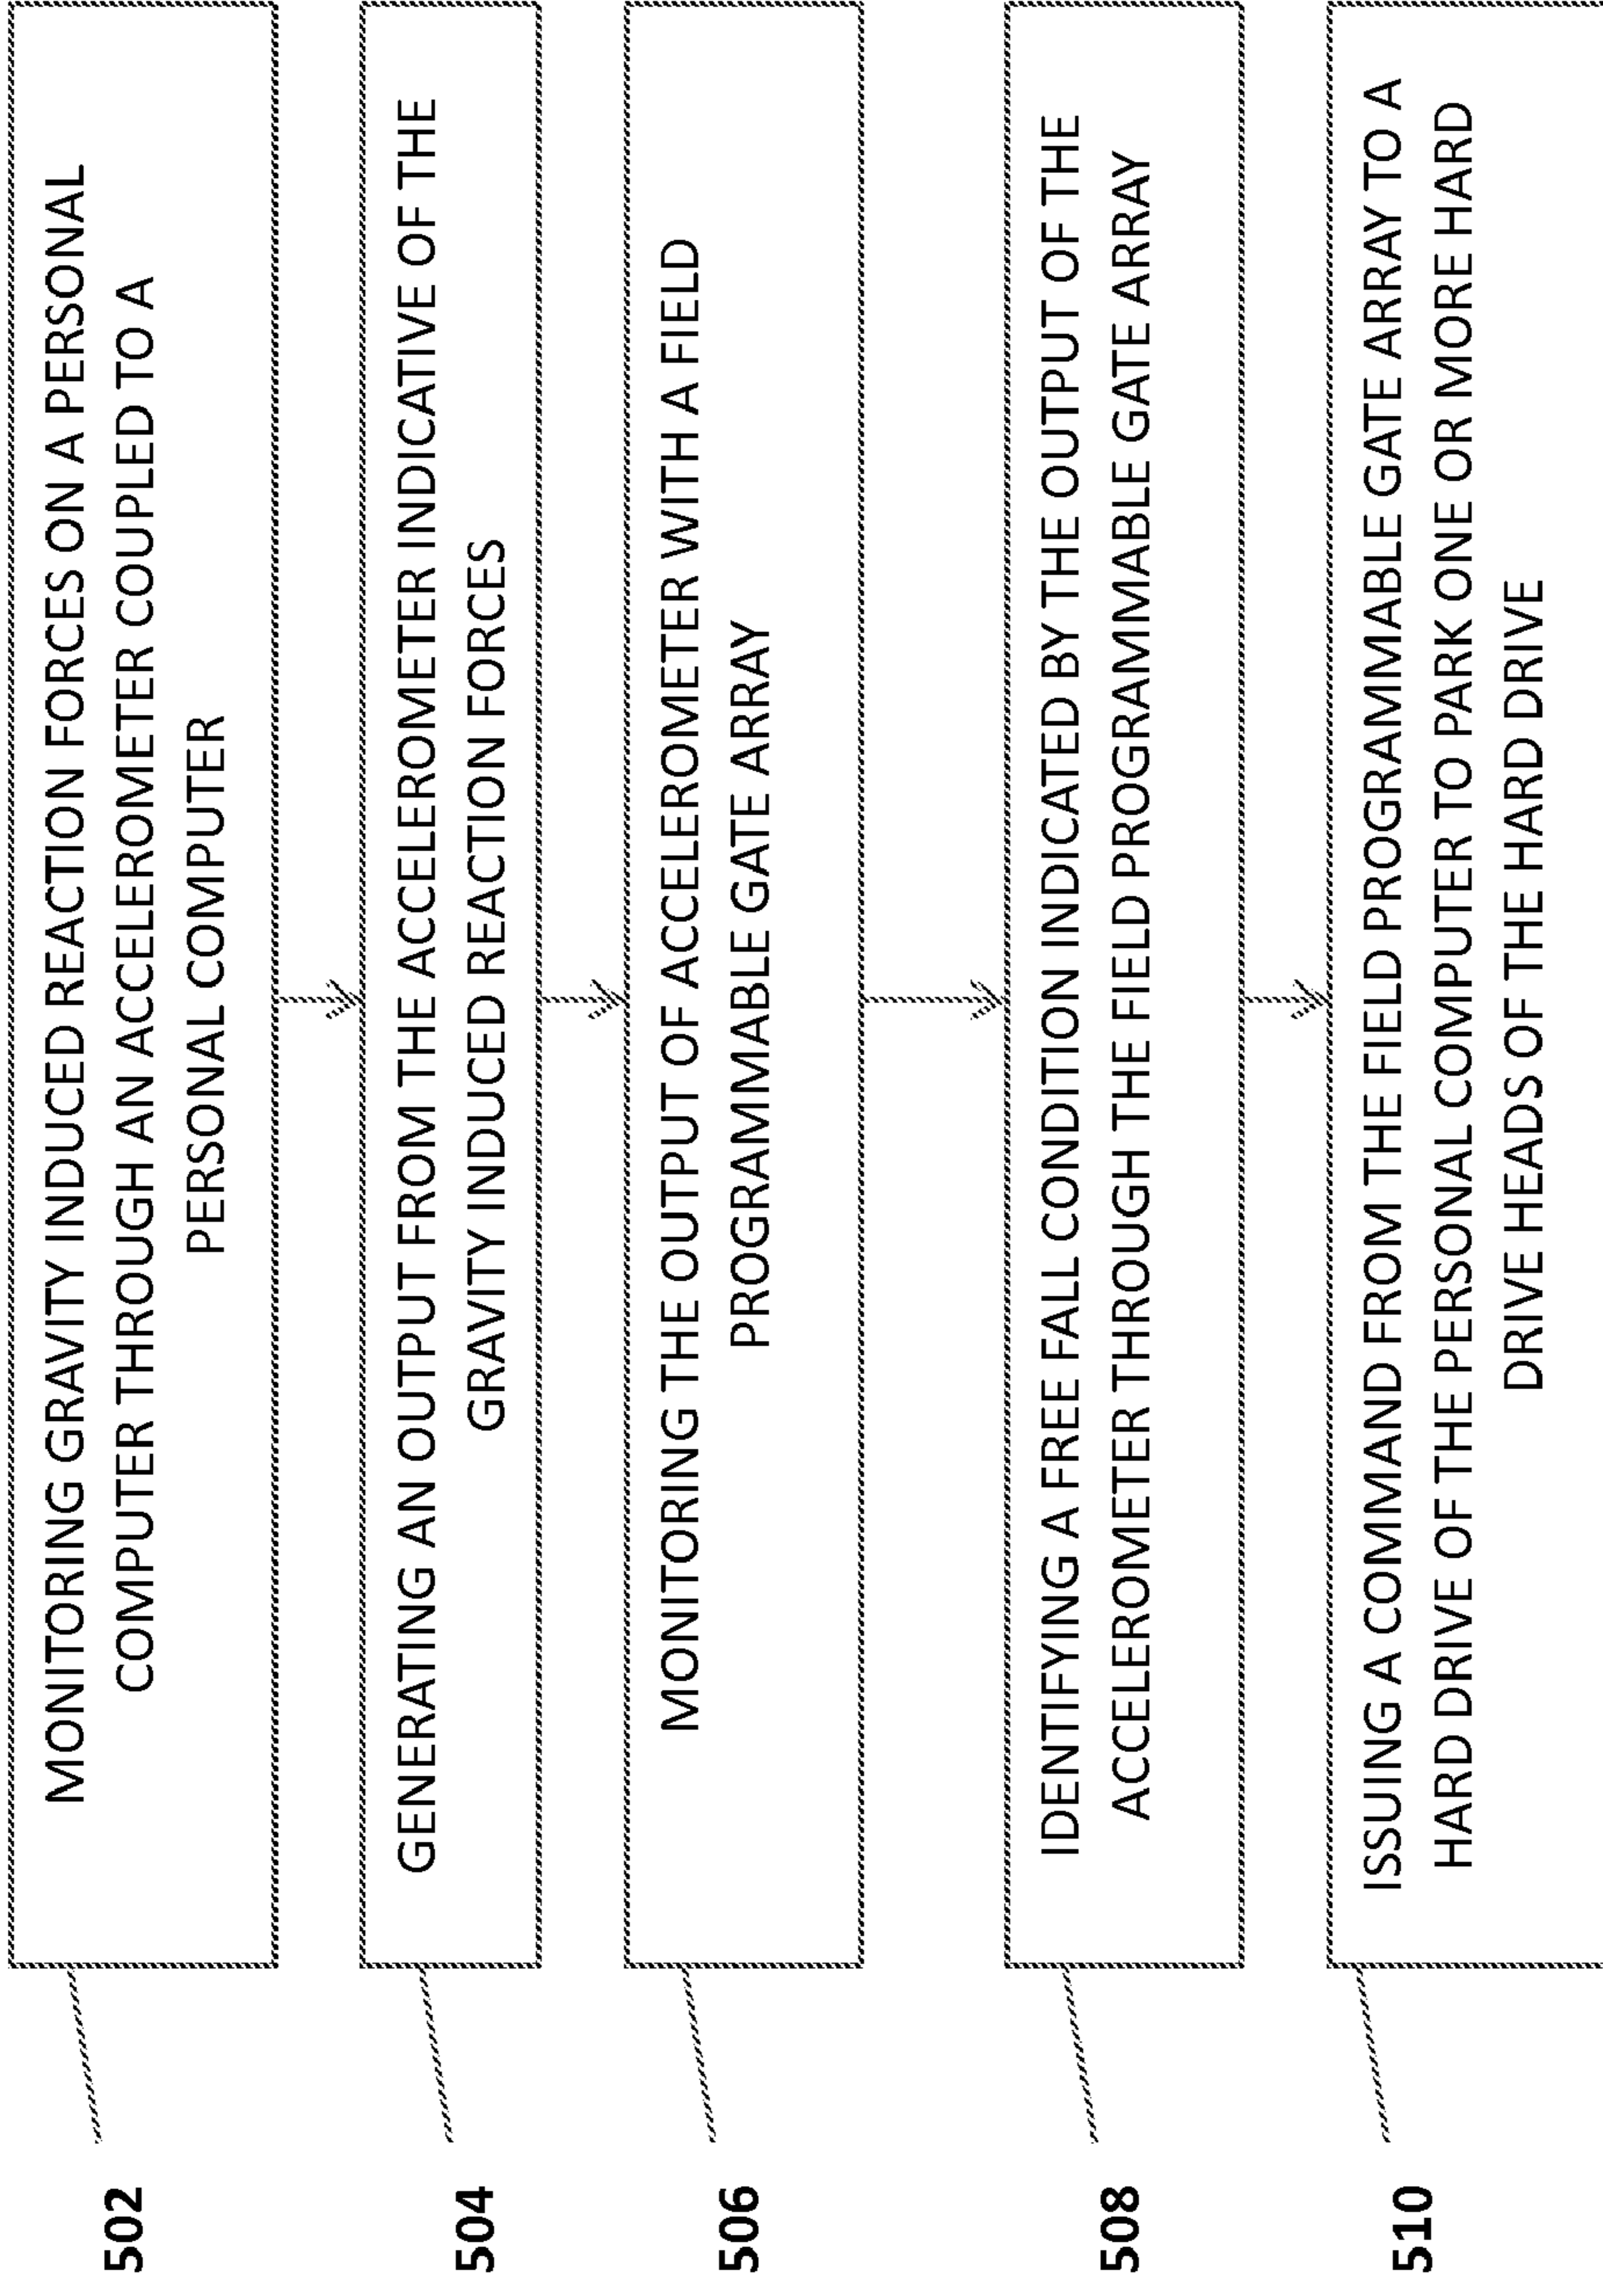 502
MONITORING GRAVITY INDUCED REACTION FORCES ON A PERSONAL
COMPUTER THROUGH AN ACCELEROMETER COUPLED TO A
PERSONAL COMPUTER
504
GENERATING AN OUTPUT FROM THE ACCELEROMETER INDICATIVE OF THE
GRAVITY INDUCED REACTION FORCES
506
MONITORING THE OUTPUT OF ACCELEROMETER WITH A FIELD
PROGRAMMABLE GATE ARRAY
508
IDENTIFYING A FREE FALL CONDITION INDICATED BY THE OUTPUT OF THE
ACCELEROMETER THROUGH THE FIELD PROGRAMMABLE GATE ARRAY
510
ISSUING A COMMAND FROM THE FIELD PROGRAMMABLE GATE ARRAY TO A
HARD DRIVE OF THE PERSONAL COMPUTER TO PARK ONE OR MORE HARD
DRIVE HEADS OF THE HARD DRIVE